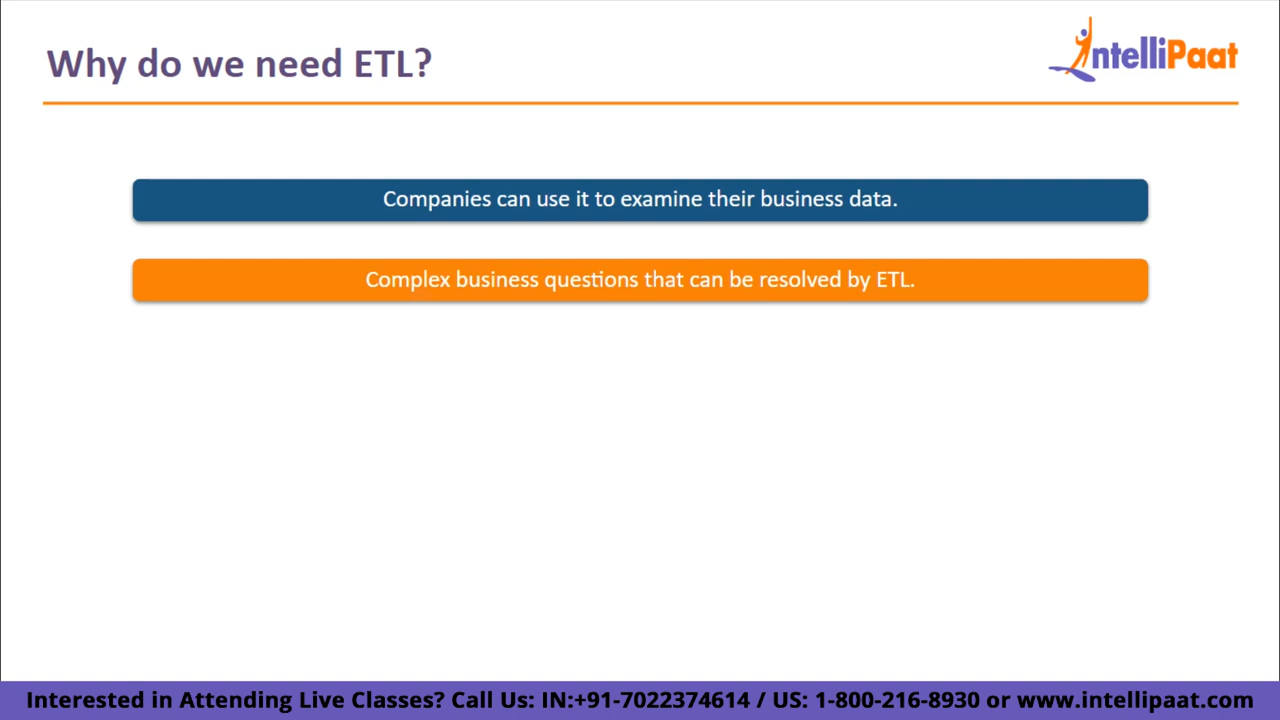 Why do we need ETL?
IntelliPaat
Companies can use it to examine their business data.
Complex business questions that can be resolved by ETL.
Interested in Attending Live Classes? Call Us: IN:+91-7022374614 / US: 1-800-216-8930 or www.intellipaat.com